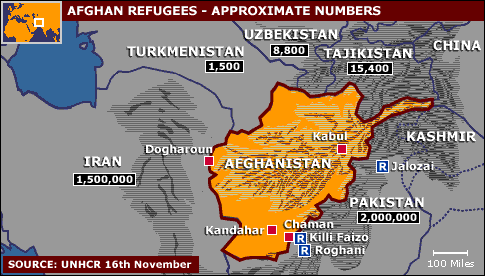 AFGHAN REFUGEES - APPROXIMATE NUMBERS
UZBEKISTAN
8,800
TURKMENISTAN
1,500
TAJIKISTAN
15,400
CHINA
Kabul
KASHMIR
Dogharoun
AFGHANISTAN
R Jalozai
IRAN
1,500,000
PAKISTAN
2,000,000
Kandahar
Chaman
R Killi Faizo
R Roghani
100 Miles
SOURCE: UNHCR 16th November